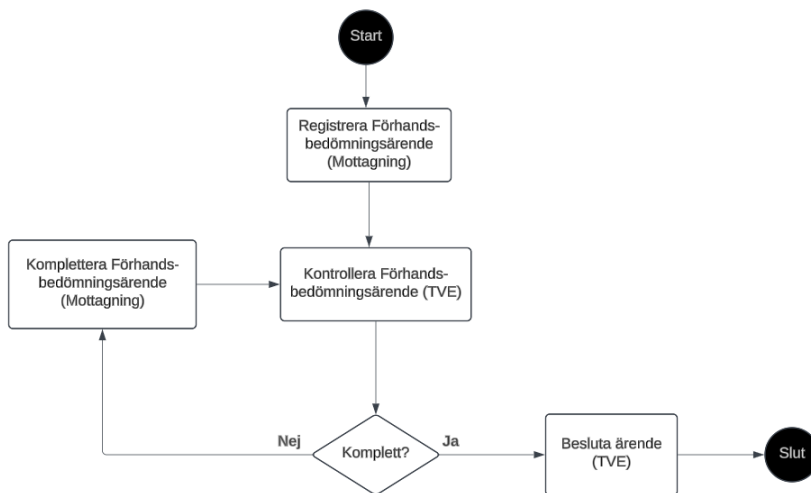 Start
Registrera Förhands-
bedömningsärende
(Mottagning)
Komplettera Förhands-
bedömningsärende
(Mottagning)
Kontrollera Förhands-
bedömningsärende (TVE)
Nej
Komplett?
Ja
Besluta ärende
(TVE)
Slut